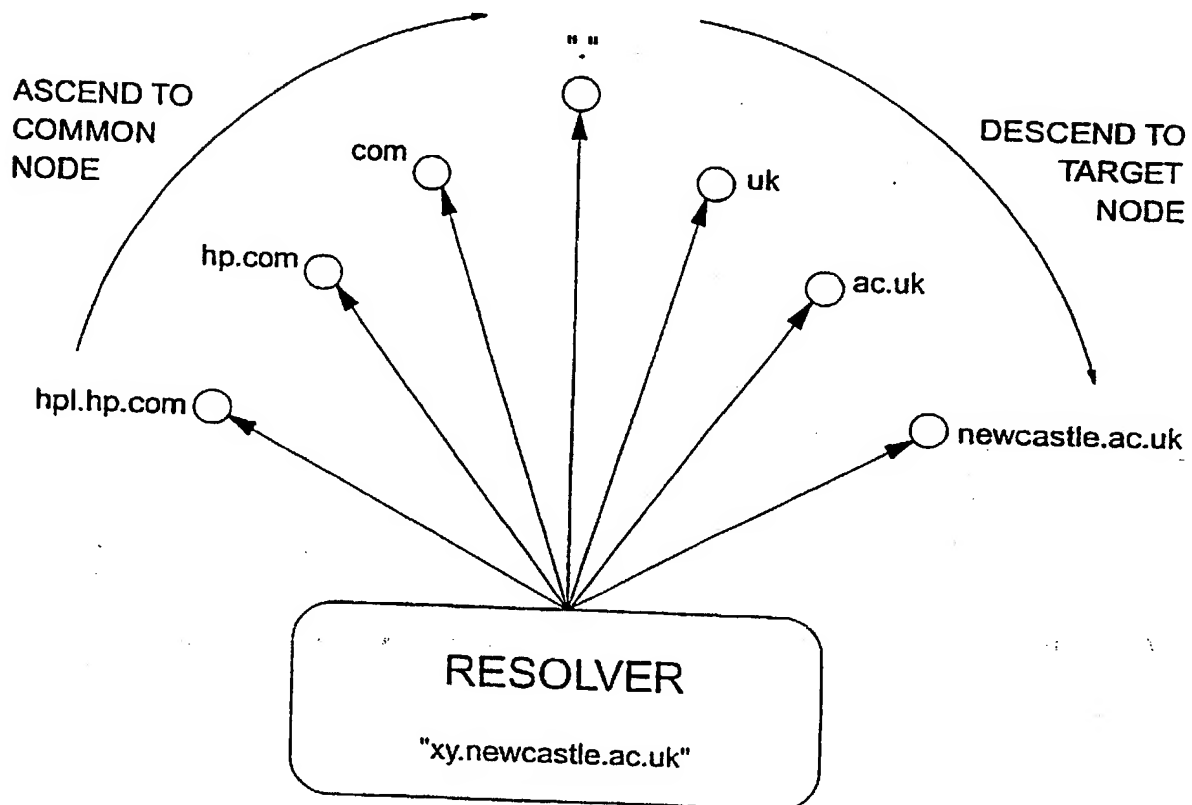 "."
ASCEND TO
COMMON
NODE
DESCEND TO
TARGET
NODE
com
uk
hp.com
ac.uk
hpl.hp.com
newcastle.ac.uk
RESOLVER
"xy.newcastle.ac.uk"